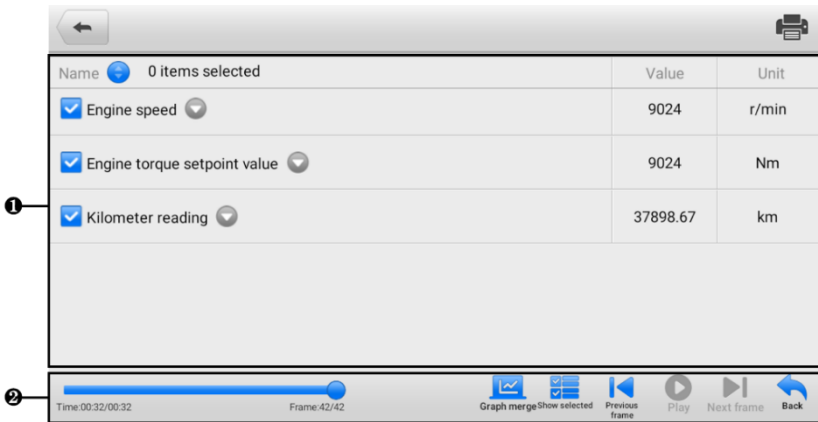 Name 0 items selected Value Unit
Engine speed 9024 r/min
Engine torque setpoint value 9024 Nm
❶
Kilometer reading 37898.67 km
❷
Time:00:32/00:32 Frame:42/42 Graph merge Show selected Previous frame Play Next frame Back